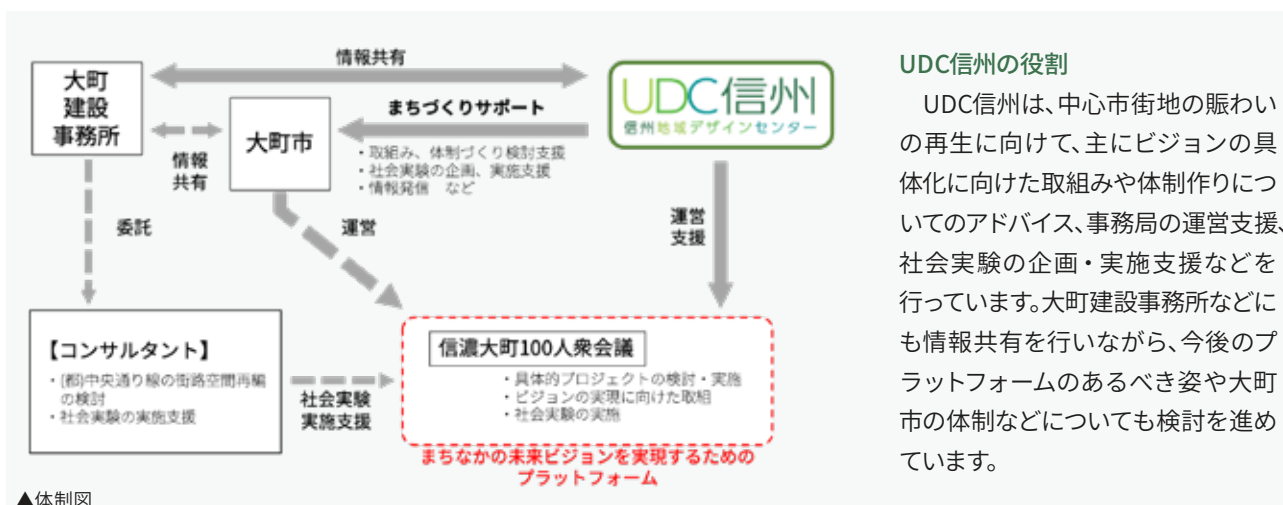 情報共有
大町
建設
事務所
UDC信州
信州地域デザインセンター
まちづくりサポート
大町市
・取組み、体制づくり検討支援
・社会実験の企画、実施支援
・情報発信 など
情報
共有
委託
運営
運営
支援
【コンサルタント】
・(都)中央通り線の街路空間再編
の検討
・社会実験の実施支援
社会実験
実施支援
信濃大町100人衆会議
・具体的プロジェクトの検討・実施
・ビジョンの実現に向けた取組
・社会実験の実施
まちなかの未来ビジョンを実現するための
プラットフォーム
▲体制図
UDC信州の役割
UDC信州は、中心市街地の賑わい
の再生に向けて、主にビジョンの具
体化に向けた取組みや体制作りにつ
いてのアドバイス、事務局の運営支援、
社会実験の企画・実施支援などを
行っています。大町建設事務所などに
も情報共有を行いながら、今後のプ
ラットフォームのあるべき姿や大町
市の体制などについても検討を進め
ています。